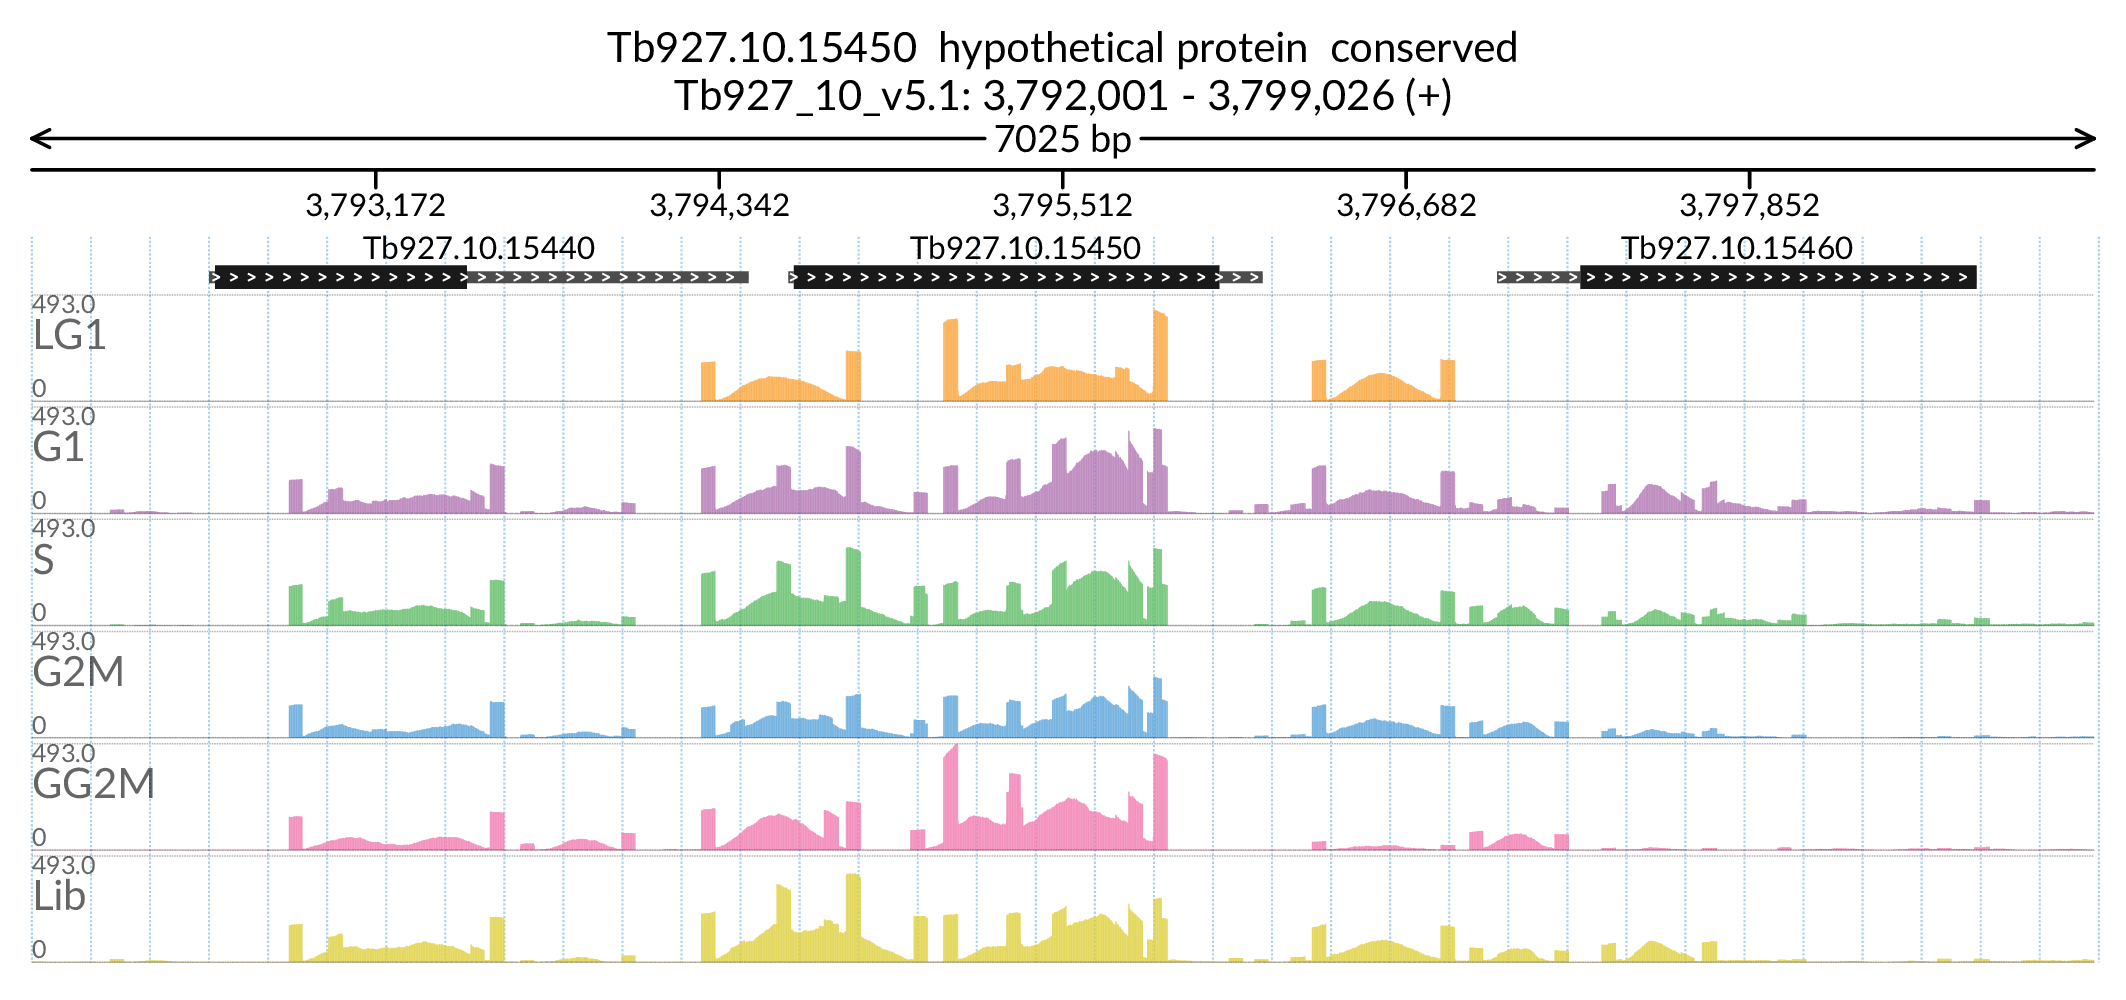 Tb927.10.15450  hypothetical protein  conserved
Tb927_10_v5.1: 3,792,001 - 3,799,026 (+)
7025 bp
3,793,172 3,794,342 3,795,512 3,796,682 3,797,852
Tb927.10.15440 Tb927.10.15450 Tb927.10.15460
493.0
LG1
0
493.0
G1
0
493.0
S
0
493.0
G2M
0
493.0
GG2M
0
493.0
Lib
0